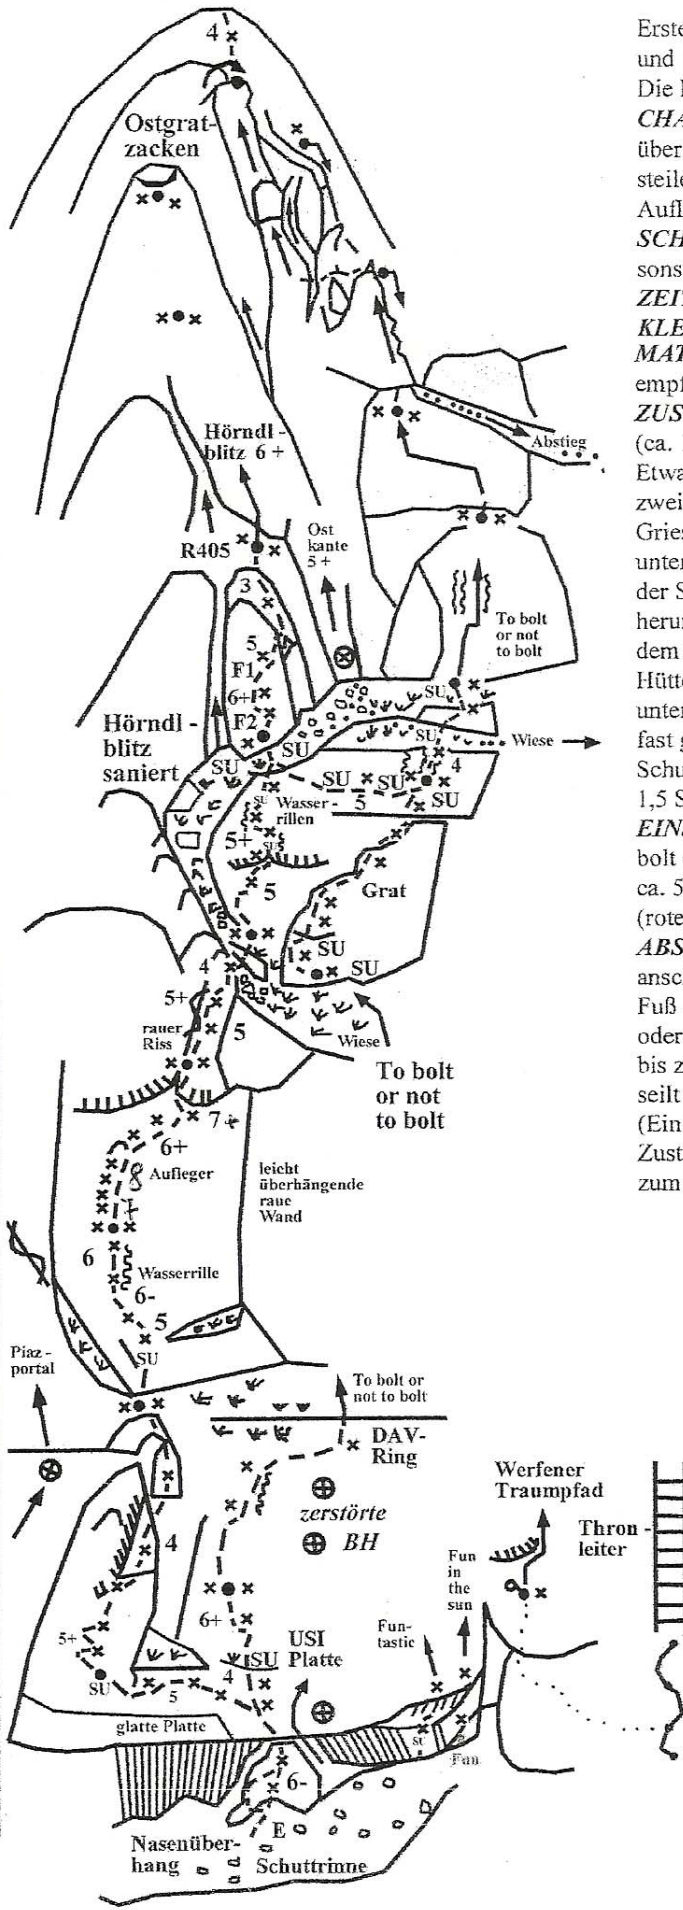 4
Ostgrat-
zacken
Hörndl -
blitz 6 +
Abstieg
R405
Ost
kante
5 +
3
5
F1
6+
F2
To bolt
or not
to bolt
SU
Hörndl -
blitz
saniert
SU
SU
SU
Wiese
SU
SU
4
5
SU
SU
Wasser -
rillen
5+
SU
5
Grat
SU
SU
4
5+
5
rauer
Riss
Wiese
To bolt
or not
to bolt
7+
6+
Aufleger
leicht
überhängende
raue
Wand
6
Wasserrille
6-
5
SU
Piaz -
portal
To bolt or
not to bolt
DAV-
Ring
zerstörte
BH
4
Werfener
Traumpfad
Thron -
leiter
Fun
in
the
sun
Fun-
tastic
6+
USI
Platte
SU
4
5+
SU
5
glatte Platte
SU
Fun
6-
E
Nasenüber-
hang
Schuttrinne
Erste
und
Die
CHA
über
steile
Aufl
SCH
sons
ZEIT
KLE
MAT
empf
ZUS
(ca.
Etwa
zwei
Gries
unter
der S
herun
dem
Hütte
unter
fast g
Schu
1,5 S
EINS
bolt
ca. 5
(rote
ABS
ansc
Fuß
oder
bis z
seilt
(Ein
Zust
zum